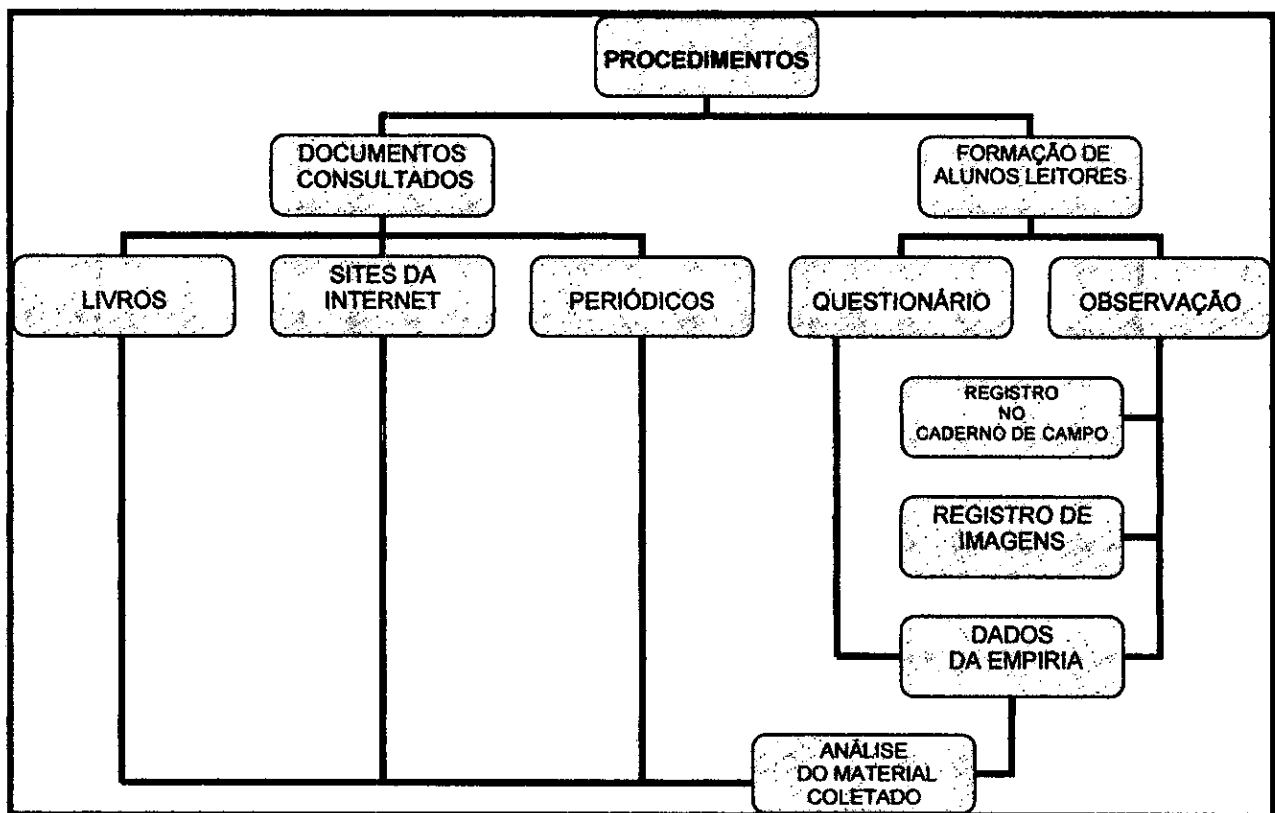 PROCEDIMENTOS
DOCUMENTOS
CONSULTADOS
FORMAÇÃO DE
ALUNOS LEITORES
LIVROS
SITES DA
INTERNET
PERIÓDICOS
QUESTIONÁRIO
OBSERVAÇÃO
REGISTRO
NO
CADERNO DE CAMPO
REGISTRO DE
IMAGENS
DADOS
DA EMPIRIA
ANÁLISE
DO MATERIAL
COLETADO